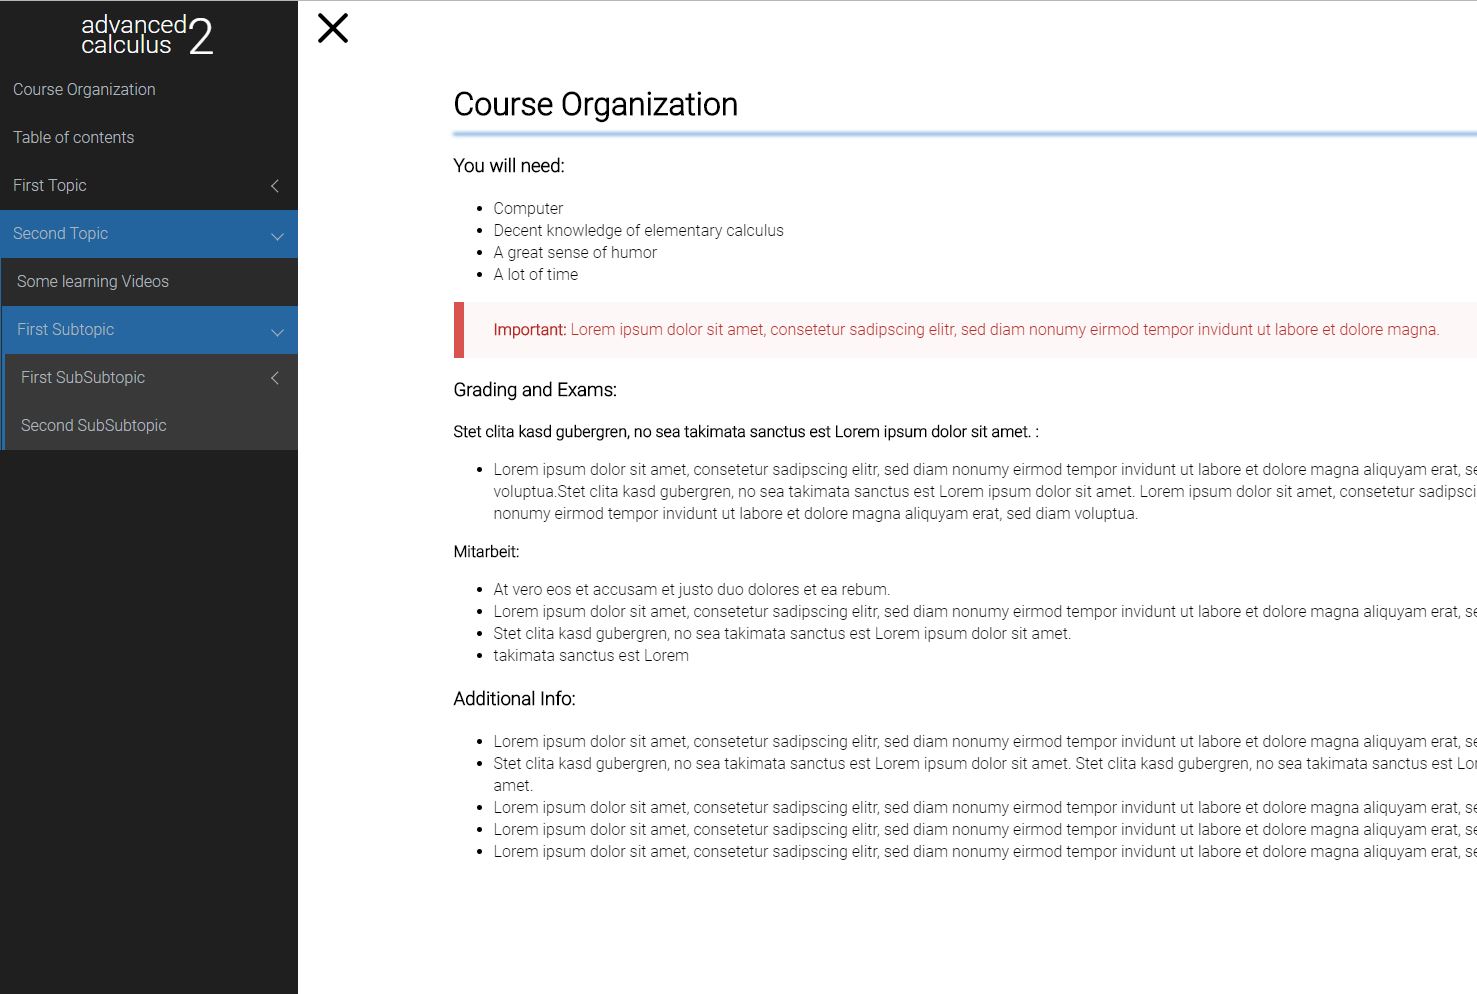 advanced
calculus 2
Course Organization
Table of contents
First Topic
Second Topic
Some learning Videos
First Subtopic
First SubSubtopic
Second SubSubtopic
Course Organization
You will need:
Computer
Decent knowledge of elementary calculus
A great sense of humor
A lot of time
Important: Lorem ipsum dolor sit amet, consetetur sadipscing elitr, sed diam nonumy eirmod tempor invidunt ut labore et dolore magna.
Grading and Exams:
Stet clita kasd gubergren, no sea takimata sanctus est Lorem ipsum dolor sit amet. :
Lorem ipsum dolor sit amet, consetetur sadipscing elitr, sed diam nonumy eirmod tempor invidunt ut labore et dolore magna aliquyam erat, se
voluptua.Stet clita kasd gubergren, no sea takimata sanctus est Lorem ipsum dolor sit amet. Lorem ipsum dolor sit amet, consetetur sadipsci
nonumy eirmod tempor invidunt ut labore et dolore magna aliquyam erat, sed diam voluptua.
Mitarbeit:
At vero eos et accusam et justo duo dolores et ea rebum.
Lorem ipsum dolor sit amet, consetetur sadipscing elitr, sed diam nonumy eirmod tempor invidunt ut labore et dolore magna aliquyam erat, se
Stet clita kasd gubergren, no sea takimata sanctus est Lorem ipsum dolor sit amet.
takimata sanctus est Lorem
Additional Info:
Lorem ipsum dolor sit amet, consetetur sadipscing elitr, sed diam nonumy eirmod tempor invidunt ut labore et dolore magna aliquyam erat, se
Stet clita kasd gubergren, no sea takimata sanctus est Lorem ipsum dolor sit amet. Stet clita kasd gubergren, no sea takimata sanctus est Lor
amet.
Lorem ipsum dolor sit amet, consetetur sadipscing elitr, sed diam nonumy eirmod tempor invidunt ut labore et dolore magna aliquyam erat, se
Lorem ipsum dolor sit amet, consetetur sadipscing elitr, sed diam nonumy eirmod tempor invidunt ut labore et dolore magna aliquyam erat, se
Lorem ipsum dolor sit amet, consetetur sadipscing elitr, sed diam nonumy eirmod tempor invidunt ut labore et dolore magna aliquyam erat, se